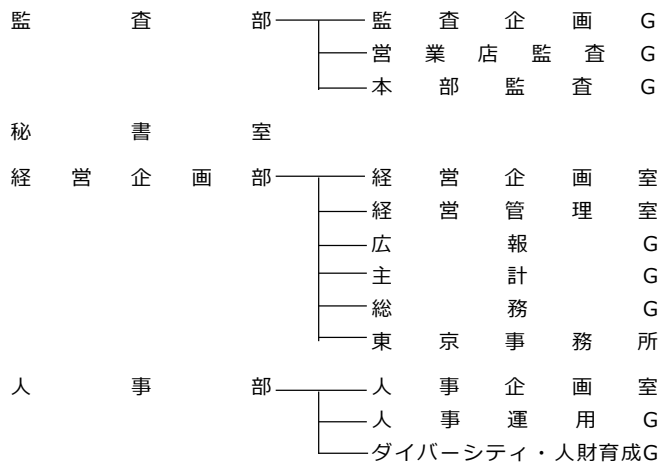 監査部 監査企画G
営業店監査G
本部監査G
秘書室
経営企画部 経営企画室
経営管理室
広報G
主計G
総務G
東京事務所
人事部 人事企画室
人事運用G
ダイバーシティ・人財育成G